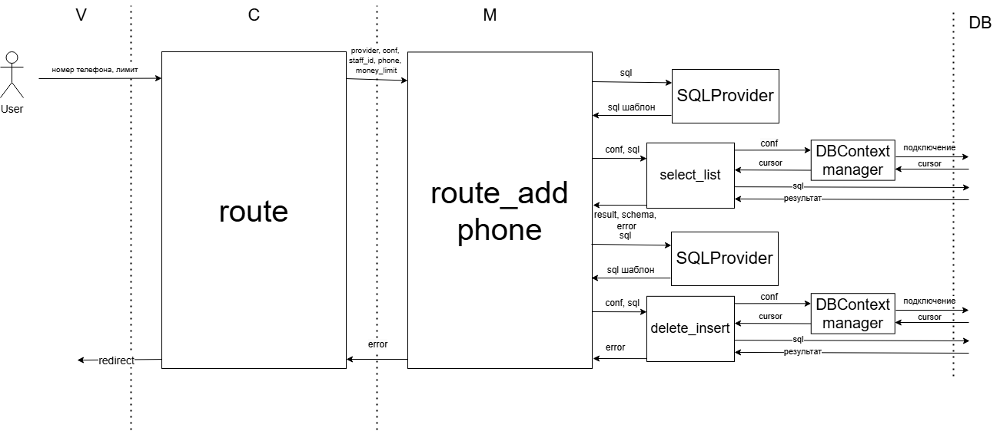 V
C
M
DB
User
номер телефона, лимит
route
provider, conf,
staff_id, phone,
money_limit
route_add
phone
sql
SQLProvider
sql шаблон
conf, sql
select_list
conf
cursor
DBContext
manager
подключение
cursor
sql
результат
result, schema,
error
sql
SQLProvider
sql шаблон
conf, sql
delete_insert
conf
cursor
DBContext
manager
подключение
cursor
sql
результат
error
error
redirect